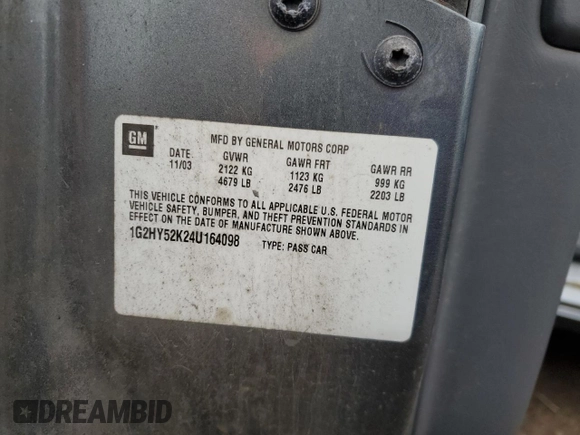 GM
MFD BY GENERAL MOTORS CORP
DATE GVWR GAWR FRT GAWR RR
11/03 2122 KG 1123 KG 999 KG
4679 LB 2476 LB 2203 LB
THIS VEHICLE CONFORMS TO ALL APPLICABLE U.S. FEDERAL MOTOR
VEHICLE SAFETY, BUMPER, AND THEFT PREVENTION STANDARDS IN
EFFECT ON THE DATE OF MANUFACTURE SHOWN ABOVE.
1G2HY52K24U164098 TYPE: PASS CAR
DREAMBID